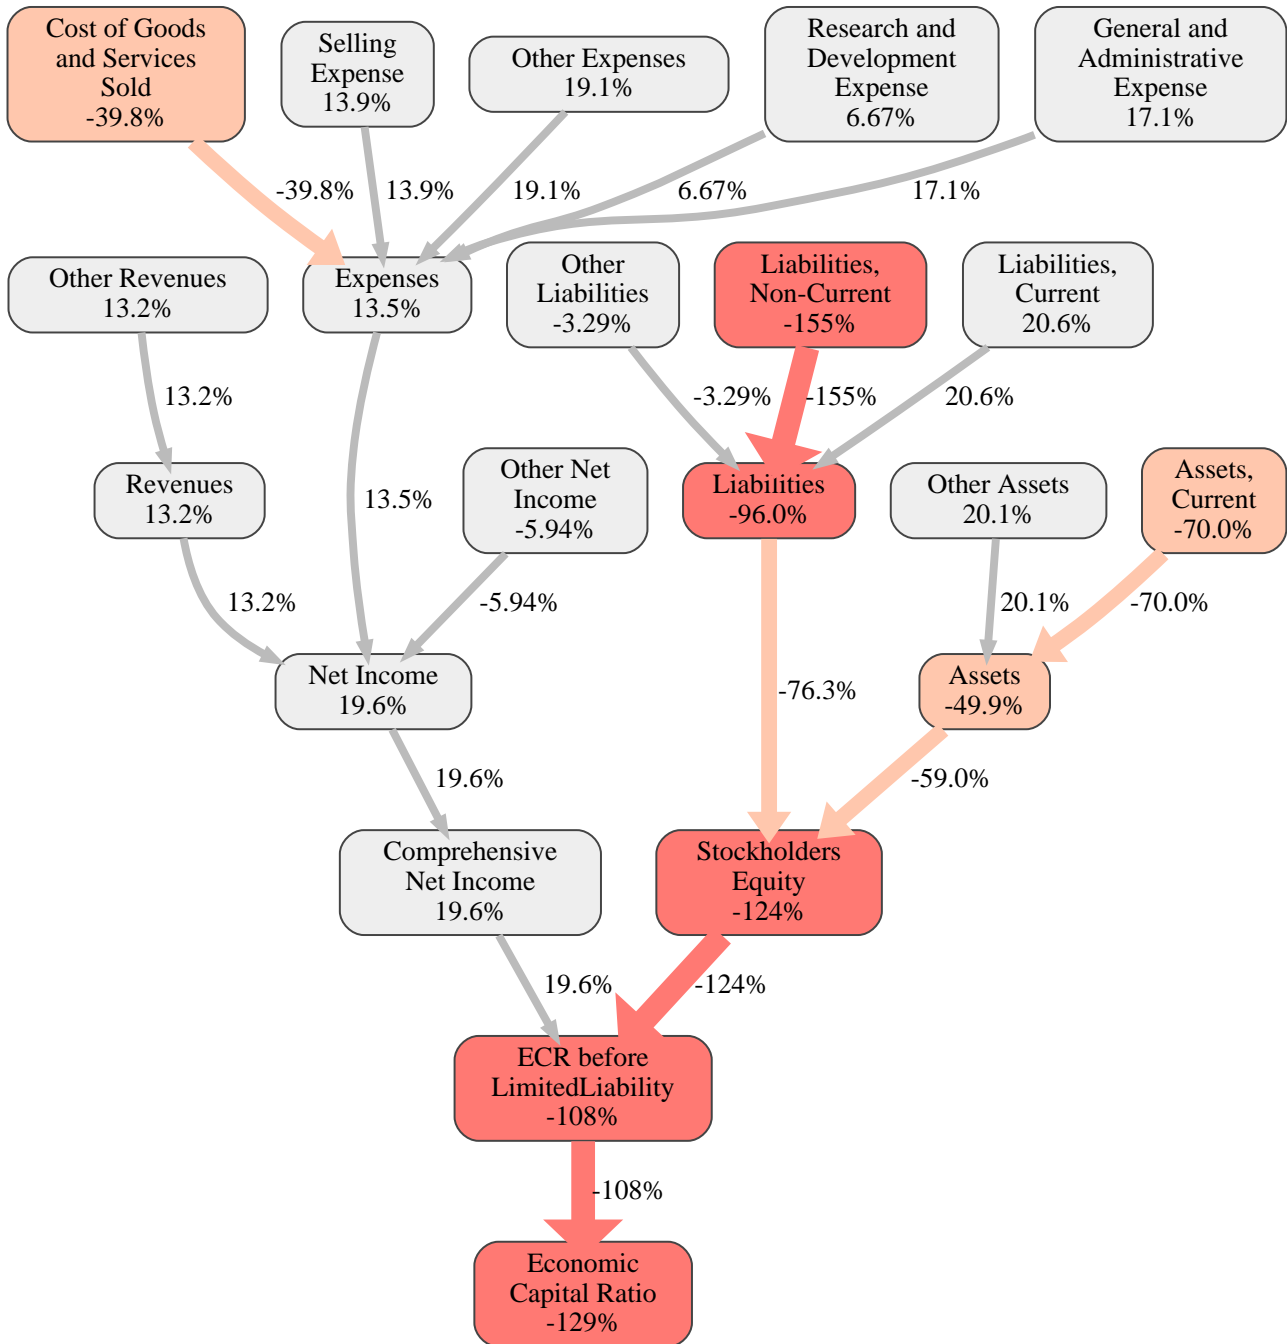 Cost of Goods
and Services
Sold
-39.8%
Selling
Expense
13.9%
Other Expenses
19.1%
Research and
Development
Expense
6.67%
General and
Administrative
Expense
17.1%
-39.8%
13.9%
19.1%
6.67%
17.1%
Other Revenues
13.2%
Expenses
13.5%
Other
Liabilities
-3.29%
Liabilities,
Non-Current
-155%
Liabilities,
Current
20.6%
13.2%
-3.29%
-155%
20.6%
Revenues
13.2%
13.5%
Other Net
Income
-5.94%
Liabilities
-96.0%
Other Assets
20.1%
Assets,
Current
-70.0%
13.2%
-5.94%
20.1%
-70.0%
Net Income
19.6%
-76.3%
Assets
-49.9%
19.6%
-59.0%
Comprehensive
Net Income
19.6%
Stockholders
Equity
-124%
19.6%
-124%
ECR before
LimitedLiability
-108%
-108%
Economic
Capital Ratio
-129%